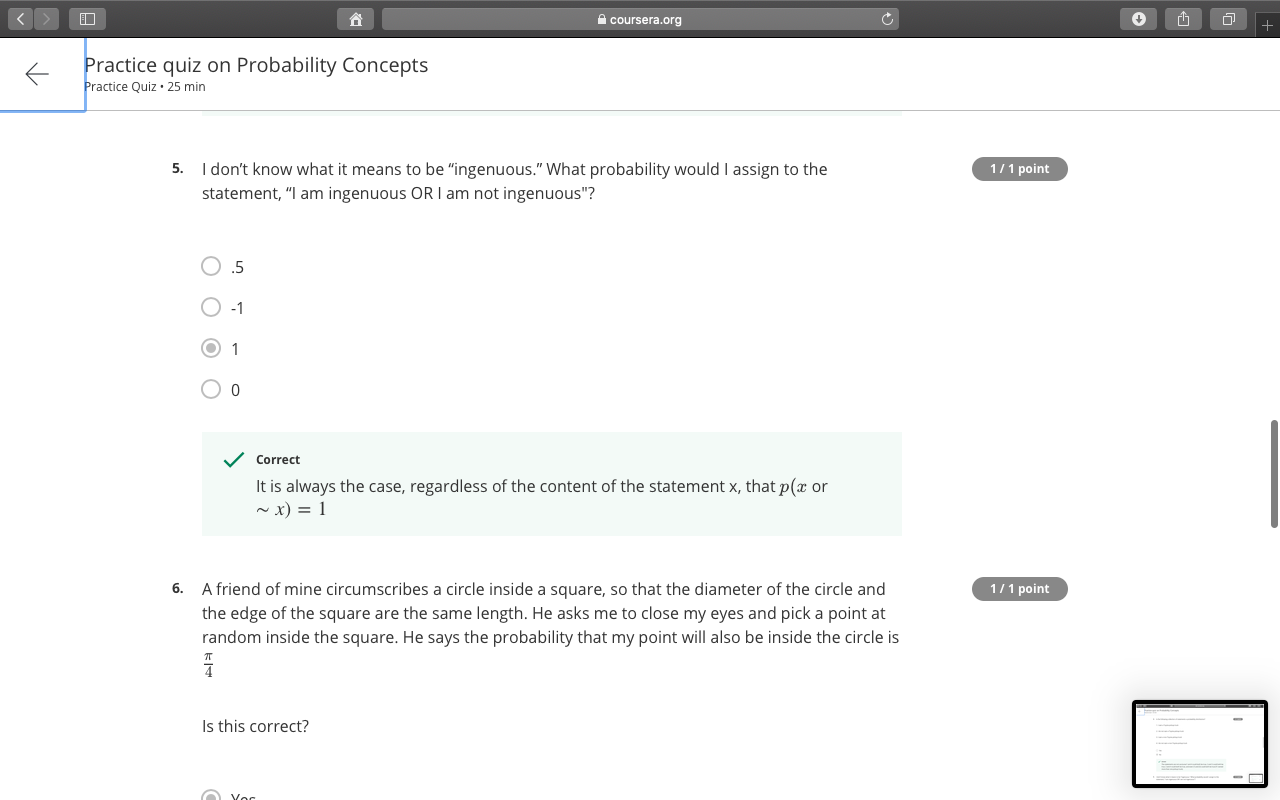 coursera.org
Practice quiz on Probability Concepts
Practice Quiz • 25 min
5. I don’t know what it means to be “ingenuous.” What probability would I assign to the 1 / 1 point
statement, “I am ingenuous OR I am not ingenuous"?
.5
-1
1
0
Correct
It is always the case, regardless of the content of the statement x, that p(x or
∼ x) = 1
6. A friend of mine circumscribes a circle inside a square, so that the diameter of the circle and 1 / 1 point
the edge of the square are the same length. He asks me to close my eyes and pick a point at
random inside the square. He says the probability that my point will also be inside the circle is
π
4
Is this correct?
Yes